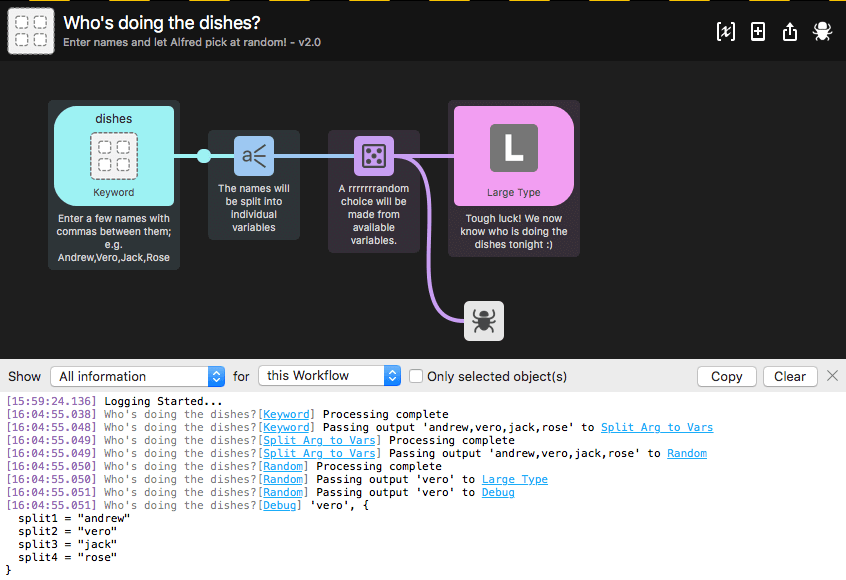 Who's doing the dishes?
Enter names and let Alfred pick at random! - v2.0
dishes
Keyword
Enter a few names with
commas between them;
e.g.
Andrew,Vero,Jack,Rose
a
The names will
be split into
individual
variables
A rrrrrrrandom
choice will be
made from
available
variables.
L
Large Type
Tough luck! We now
know who is doing the
dishes tonight :)
Show All information for this Workflow Only selected object(s) Copy Clear
[15:59:24.136] Logging Started...
[16:04:55.038] Who's doing the dishes?[Keyword] Processing complete
[16:04:55.048] Who's doing the dishes?[Keyword] Passing output 'andrew,vero,jack,rose' to Split Arg to Vars
[16:04:55.049] Who's doing the dishes?[Split Arg to Vars] Processing complete
[16:04:55.049] Who's doing the dishes?[Split Arg to Vars] Passing output 'andrew,vero,jack,rose' to Random
[16:04:55.050] Who's doing the dishes?[Random] Processing complete
[16:04:55.050] Who's doing the dishes?[Random] Passing output 'vero' to Large Type
[16:04:55.051] Who's doing the dishes?[Random] Passing output 'vero' to Debug
[16:04:55.051] Who's doing the dishes?[Debug] 'vero', {
split1 = "andrew"
split2 = "vero"
split3 = "jack"
split4 = "rose"
}